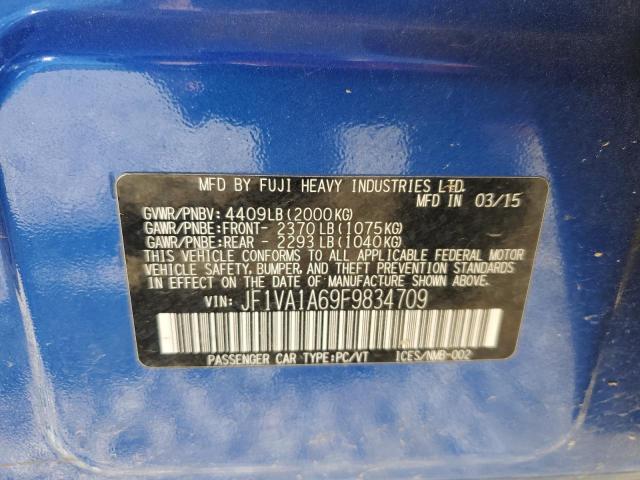 MFD BY FUJI HEAVY INDUSTRIES LTD.
MFD IN 03/15
GVWR/PNBV: 4409LB(2000KG)
GAWR/PNBE:FRONT- 2370 LB(1075KG)
GAWR/PNBE:REAR - 2293 LB(1040KG)
THIS VEHICLE CONFORMS TO ALL APPLICABLE FEDERAL MOTOR
VEHICLE SAFETY, BUMPER, AND THEFT PREVENTION STANDARDS
IN EFFECT ON THE DATE OF MANUFACTURE SHOWN ABOVE.
VIN: JF1VA1A69F9834709
PASSENGER CAR TYPE:PC/VT ICES/NMB-002